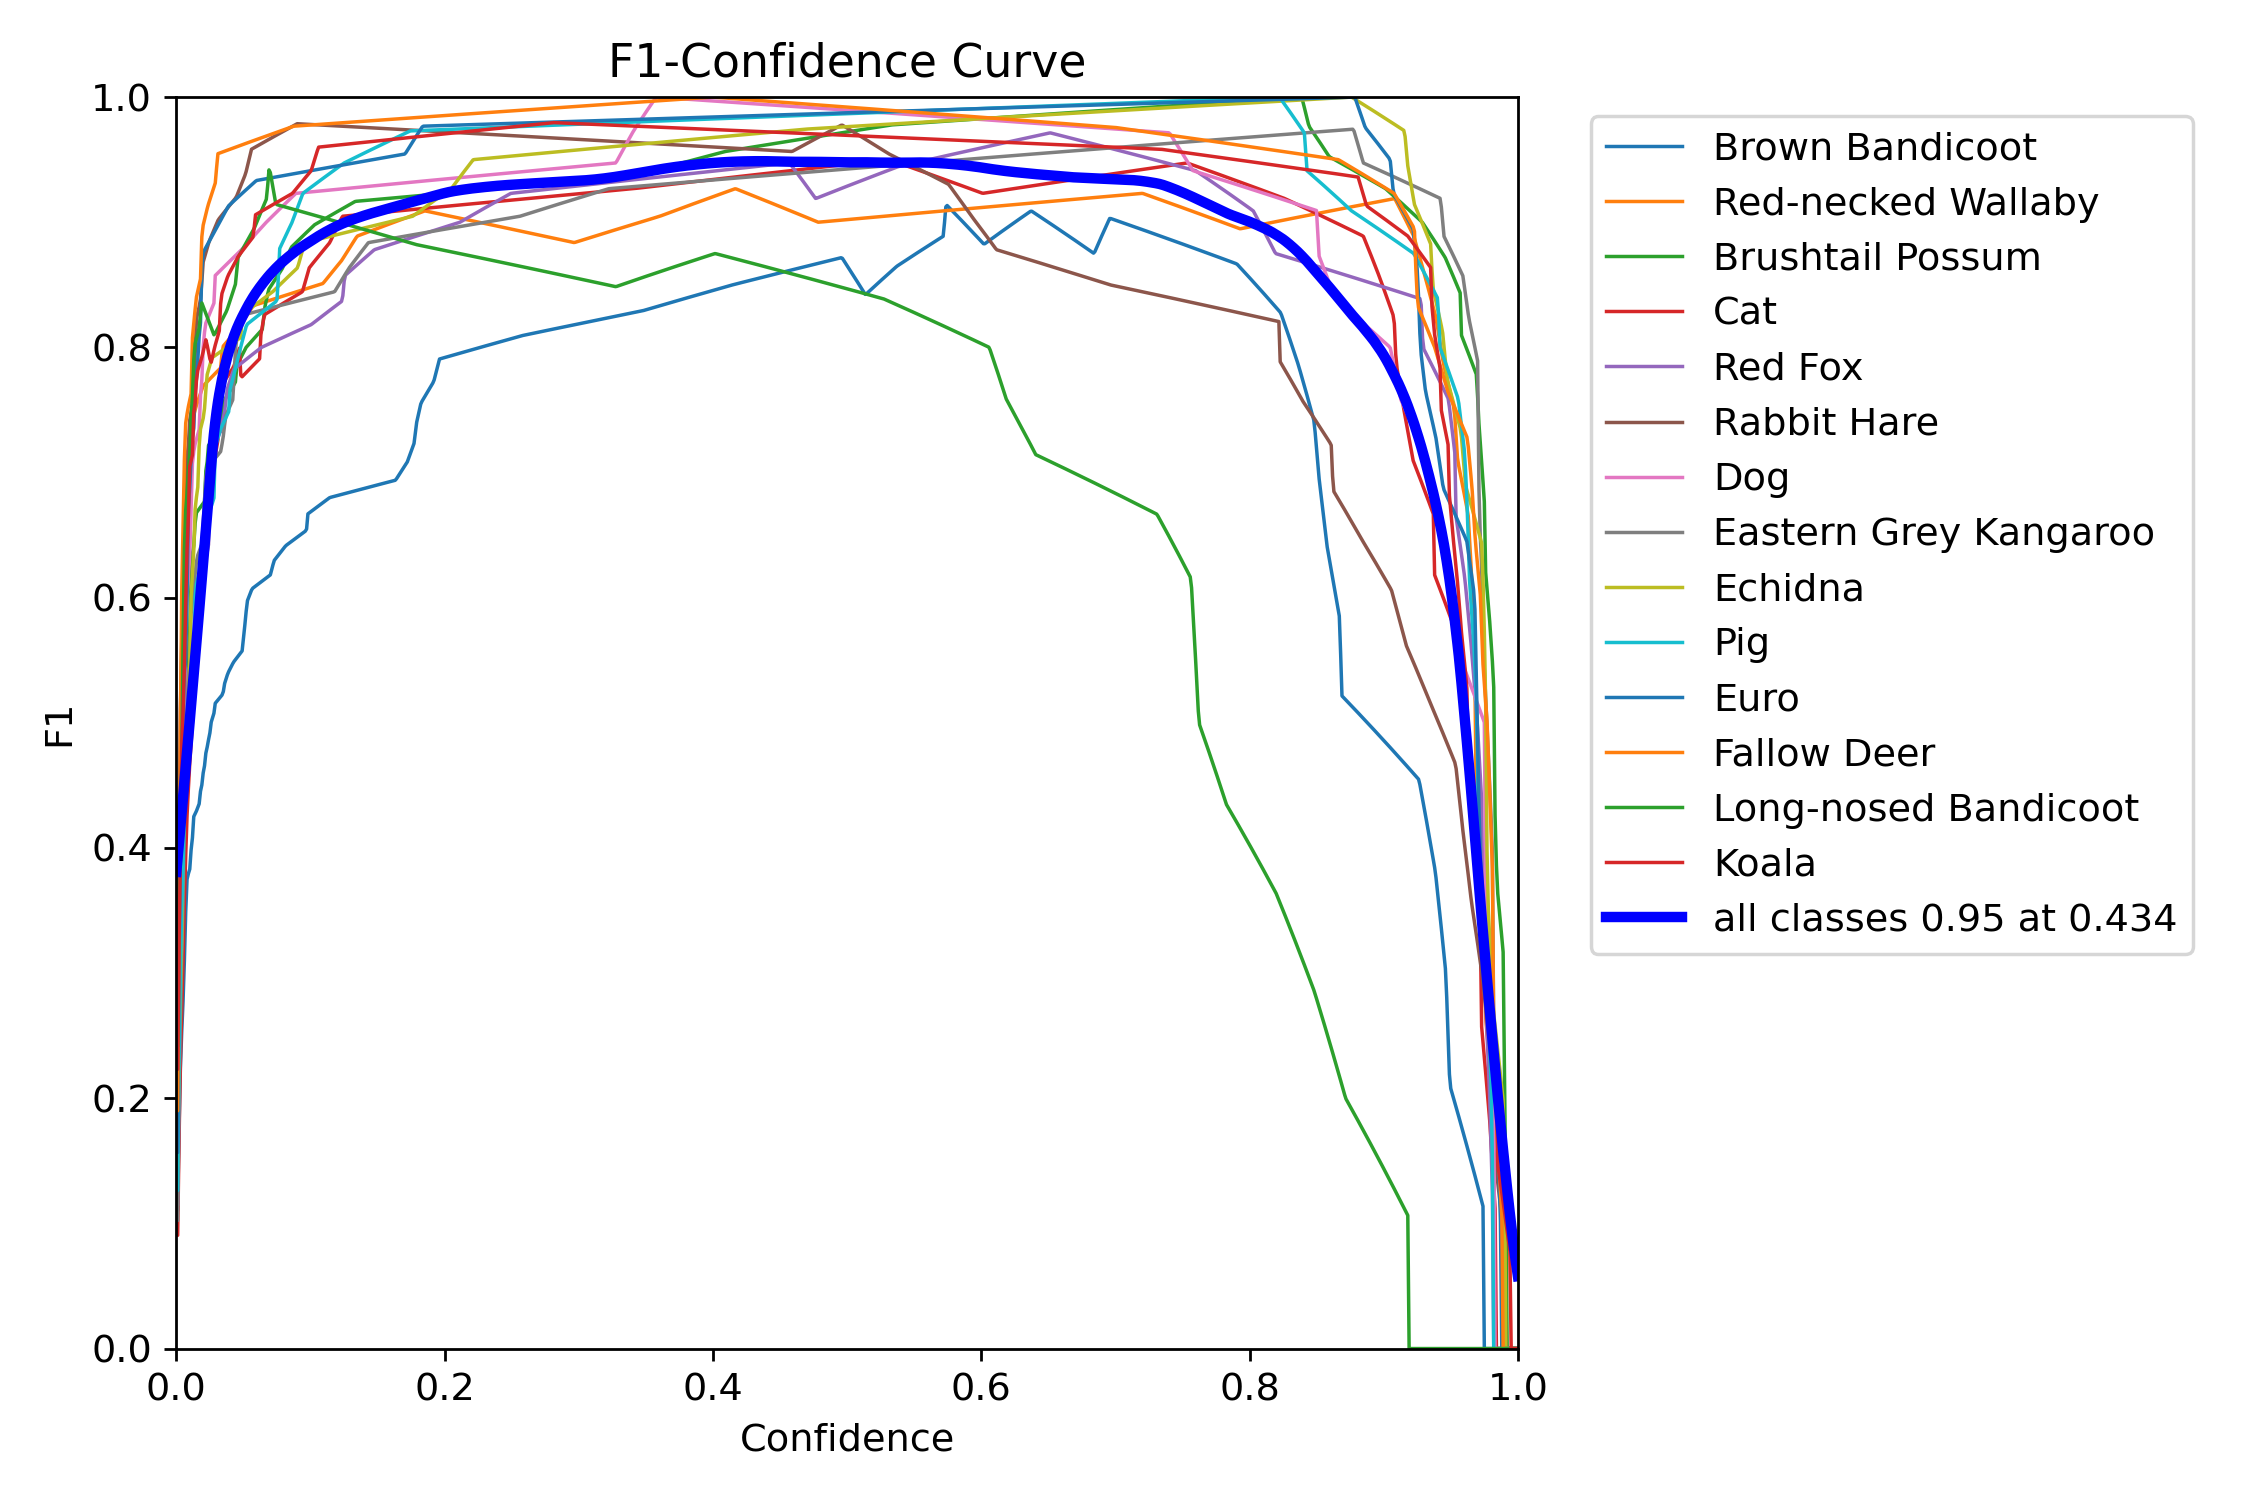 F1-Confidence Curve
1.0
0.8
0.6
0.4
0.2
0.0
F1
0.0 0.2 0.4 0.6 0.8 1.0
Confidence
Brown Bandicoot
Red-necked Wallaby
Brushtail Possum
Cat
Red Fox
Rabbit Hare
Dog
Eastern Grey Kangaroo
Echidna
Pig
Euro
Fallow Deer
Long-nosed Bandicoot
Koala
all classes 0.95 at 0.434